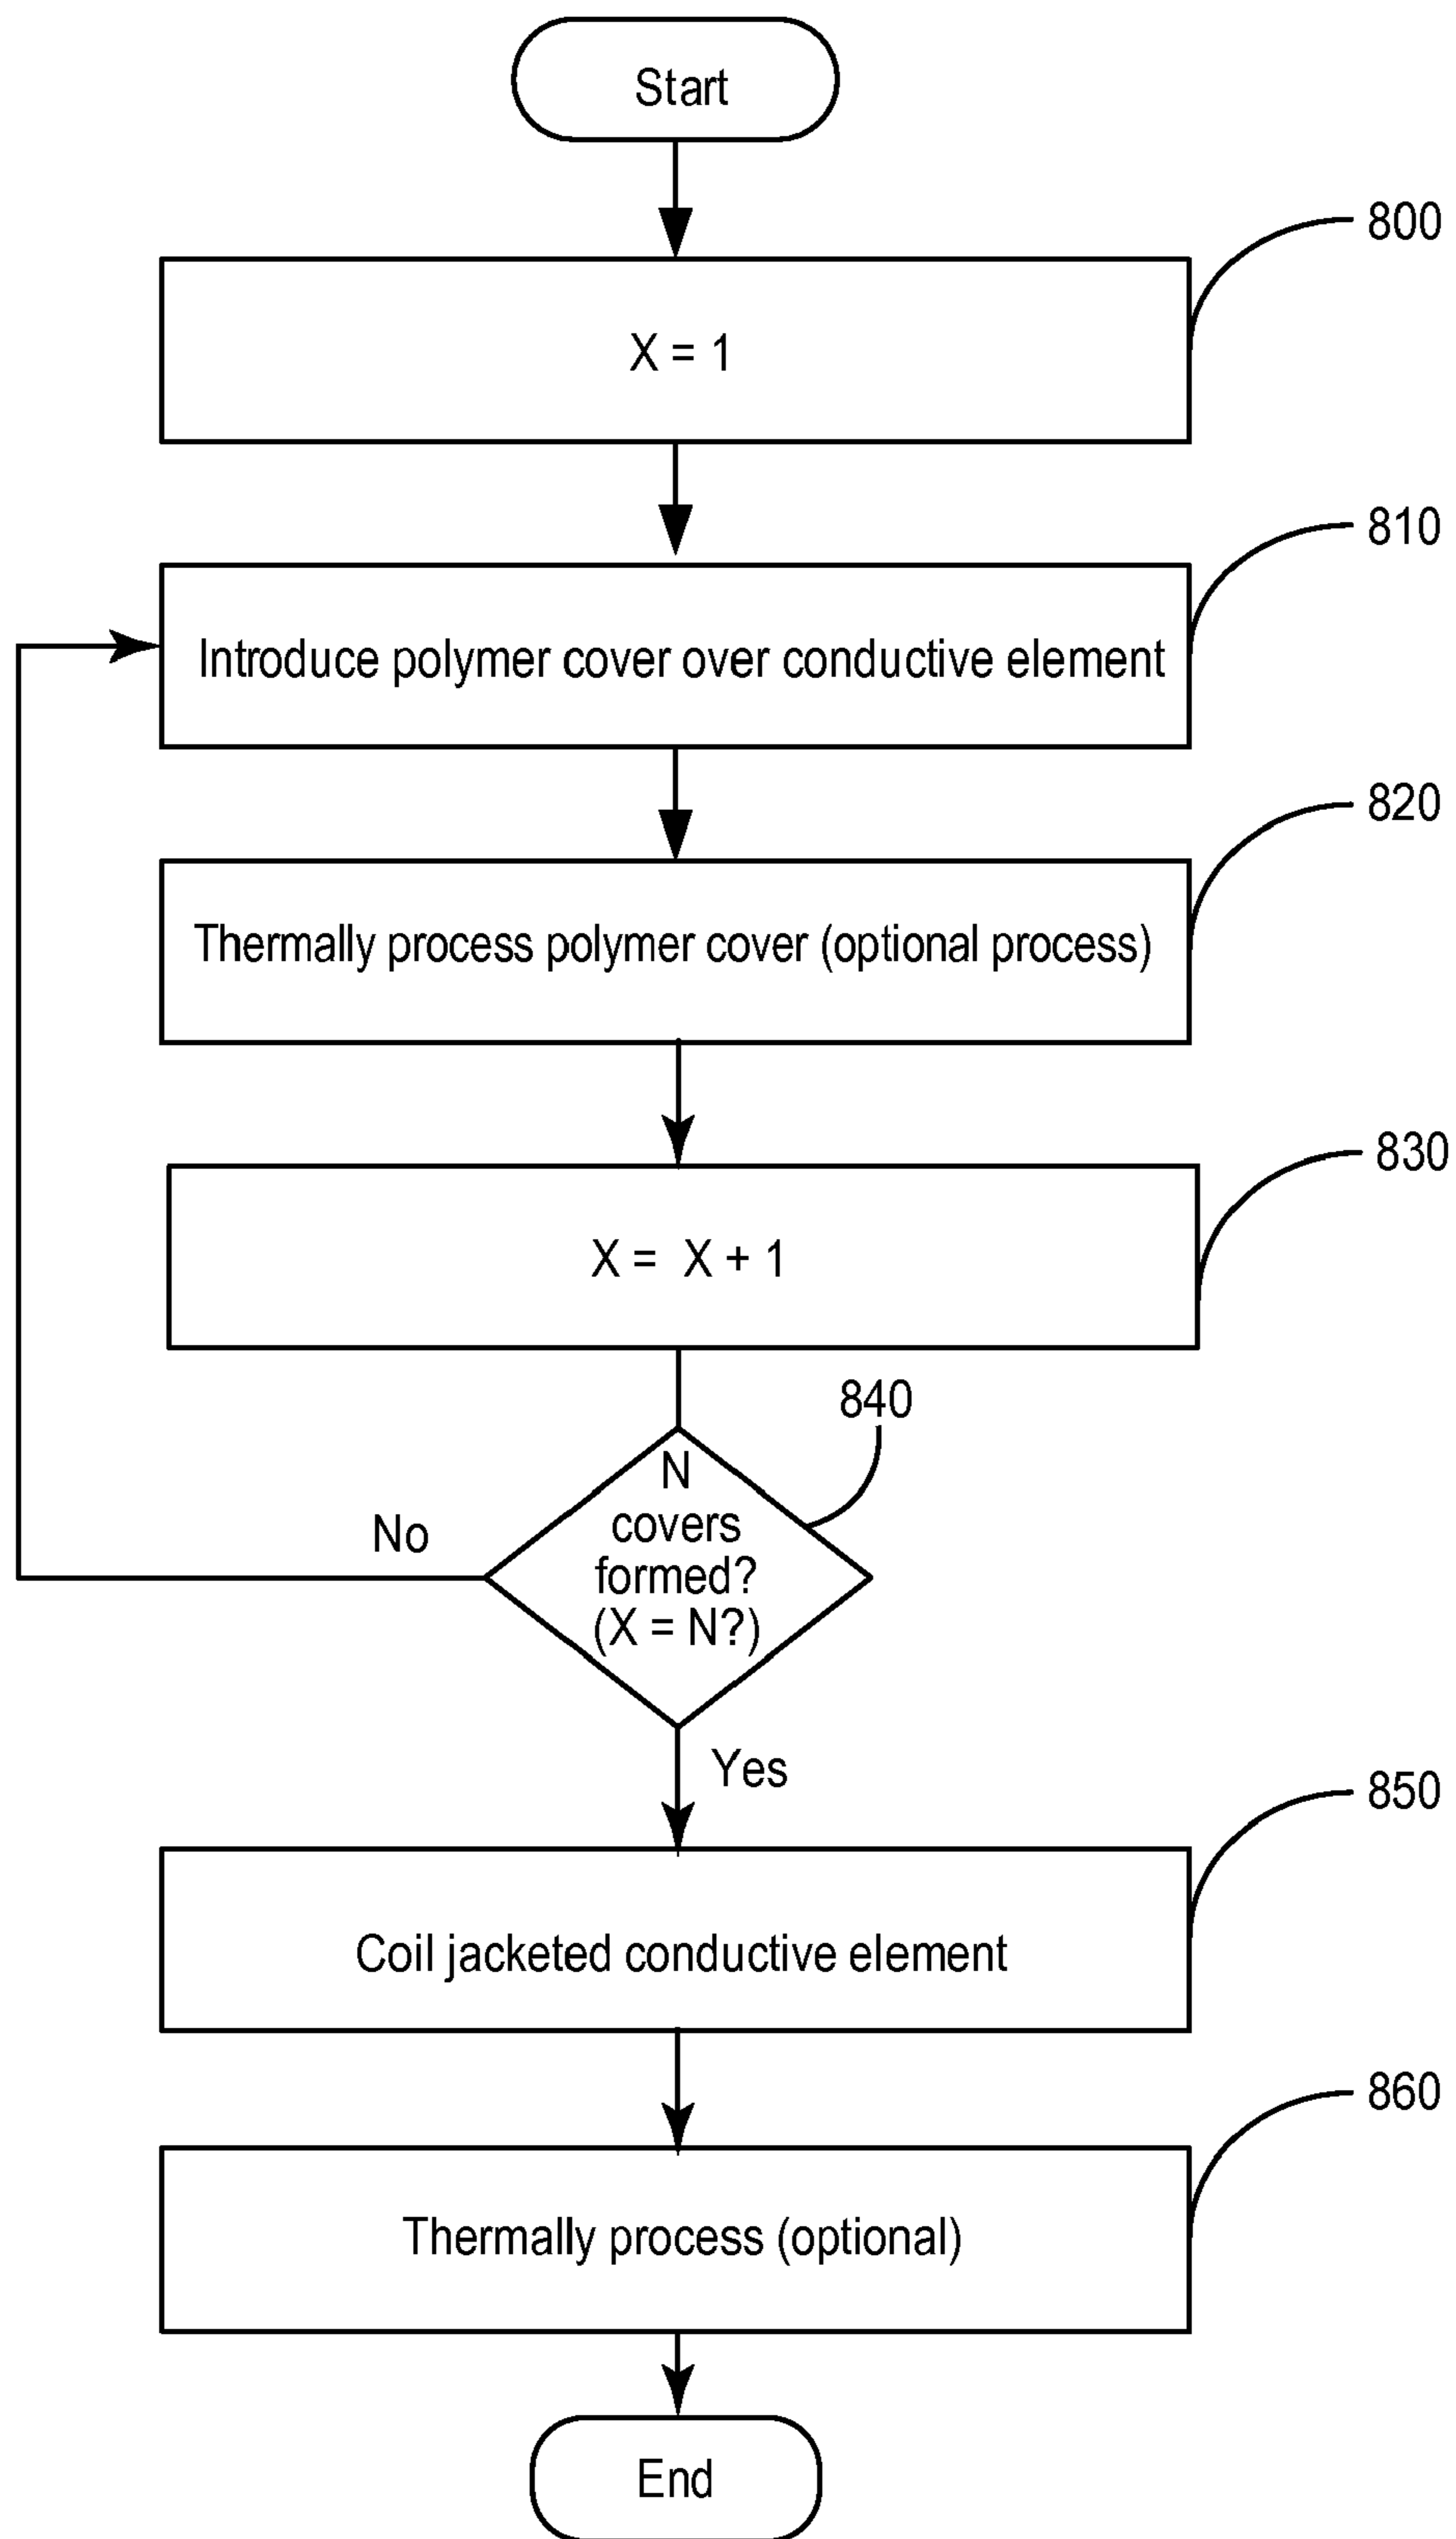 Start
800
X = 1
810
Introduce polymer cover over conductive element
820
Thermally process polymer cover (optional process)
830
X = X + 1
840
N
covers
formed?
(X = N?)
No
Yes
850
Coil jacketed conductive element
860
Thermally process (optional)
End